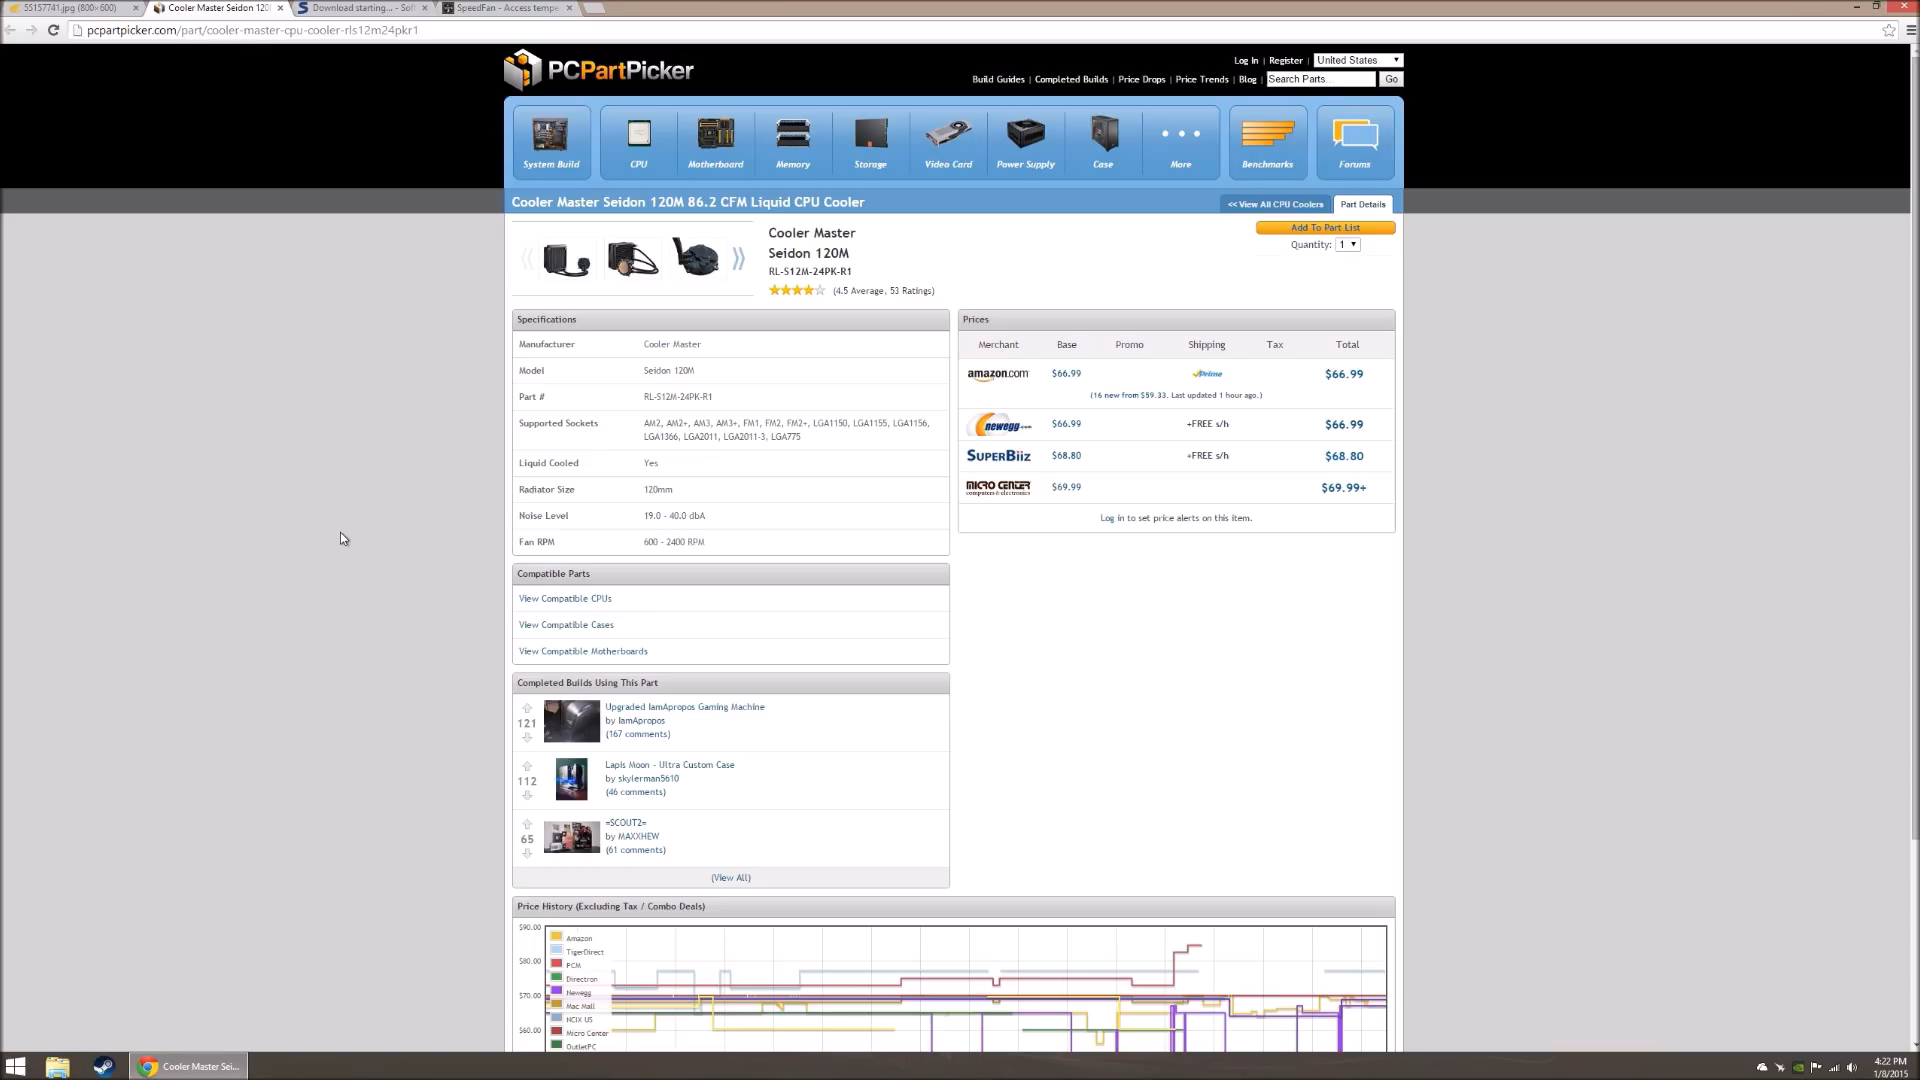 55157741.jpg (800×600)
Cooler Master Seidon 120
Download starting... - Soft
SpeedFan - Access tempe
pcpartpicker.com/part/cooler-master-cpu-cooler-rls12m24pkr1
PCPartPicker
Log In | Register | United States
Build Guides | Completed Builds | Price Drops | Price Trends | Blog | Search Parts... Go
System Build
CPU
Motherboard
Memory
Storage
Video Card
Power Supply
Case
More
Benchmarks
Forums
Cooler Master Seidon 120M 86.2 CFM Liquid CPU Cooler
<< View All CPU Coolers
Part Details
Cooler Master
Seidon 120M
RL-S12M-24PK-R1
(4.5 Average, 53 Ratings)
Add To Part List
Quantity: 1
Specifications
Manufacturer Cooler Master
Model Seidon 120M
Part # RL-S12M-24PK-R1
Supported Sockets AM2, AM2+, AM3, AM3+, FM1, FM2, FM2+, LGA1150, LGA1155, LGA1156,
LGA1366, LGA2011, LGA2011-3, LGA775
Liquid Cooled Yes
Radiator Size 120mm
Noise Level 19.0 - 40.0 dbA
Fan RPM 600 - 2400 RPM
Prices
Merchant Base Promo Shipping Tax Total
amazon.com $66.99 Prime $66.99
(16 new from $59.33. Last updated 1 hour ago.)
newegg.com $66.99 +FREE s/h $66.99
SUPERBIIZ $68.80 +FREE s/h $68.80
MICRO CENTER computers & electronics $69.99 $69.99+
Log in to set price alerts on this item.
Compatible Parts
View Compatible CPUs
View Compatible Cases
View Compatible Motherboards
Completed Builds Using This Part
121
Upgraded IamApropos Gaming Machine
by IamApropos
(167 comments)
112
Lapis Moon - Ultra Custom Case
by skylerman5610
(46 comments)
65
=SCOUT2=
by MAXXHEW
(61 comments)
(View All)
Price History (Excluding Tax / Combo Deals)
$90.00
$80.00
$70.00
$60.00
Amazon
TigerDirect
PCM
Directron
Newegg
Mac Mall
NCIX US
Micro Center
OutletPC
Cooler Master Sei...
4:22 PM
1/8/2015